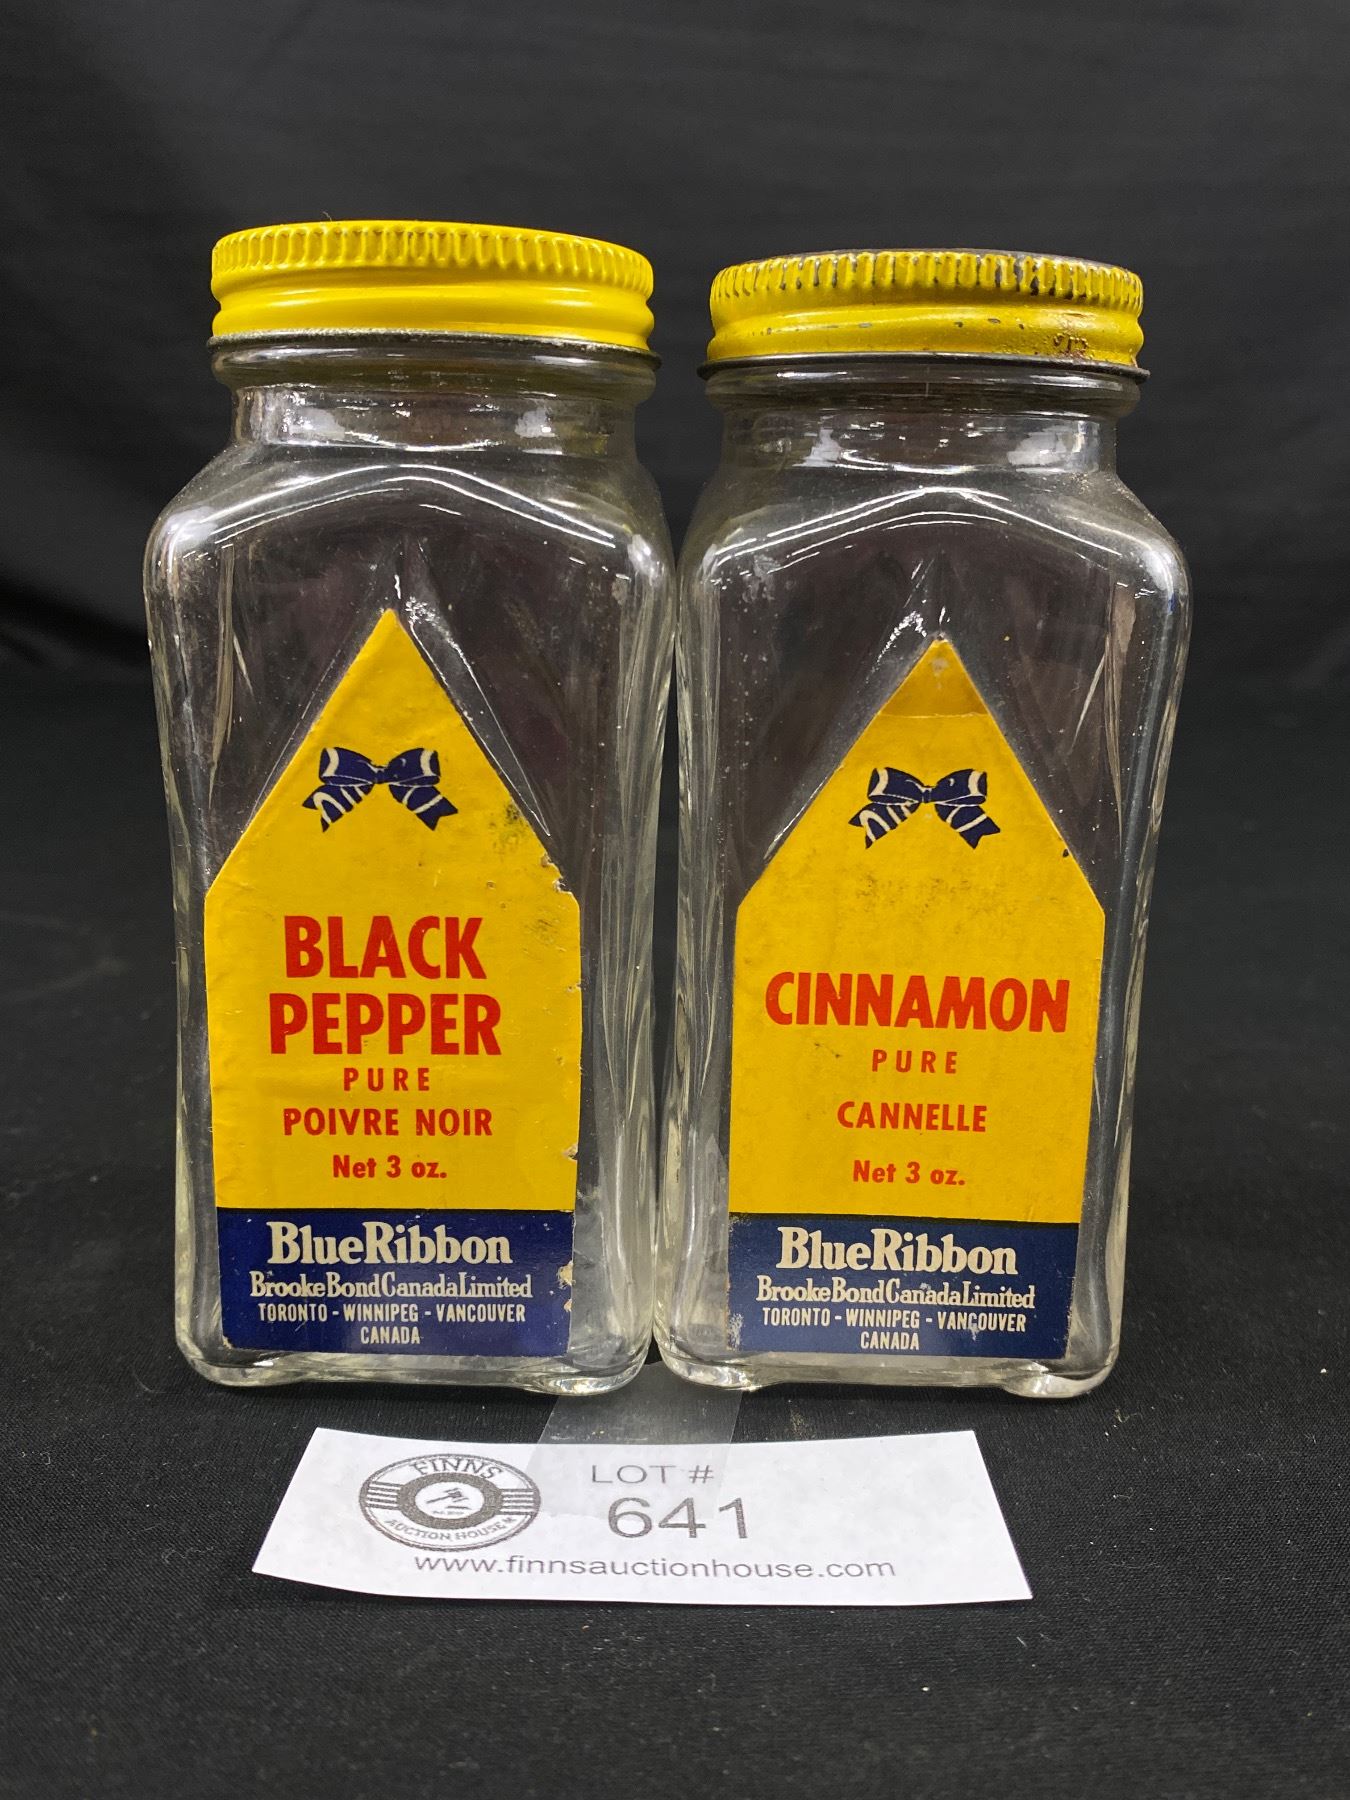 BLACK
PEPPER
PURE
POIVRE NOIR
Net 3 oz.
BlueRibbon
BrookeBondCanadaLimited
TORONTO - WINNIPEG - VANCOUVER
CANADA
CINNAMON
PURE
CANNELLE
Net 3 oz.
BlueRibbon
BrookeBondCanadaLimited
TORONTO - WINNIPEG - VANCOUVER
CANADA
FINNS
AUCTION HOUSE
LOT #
641
www.finnsauctionhouse.com